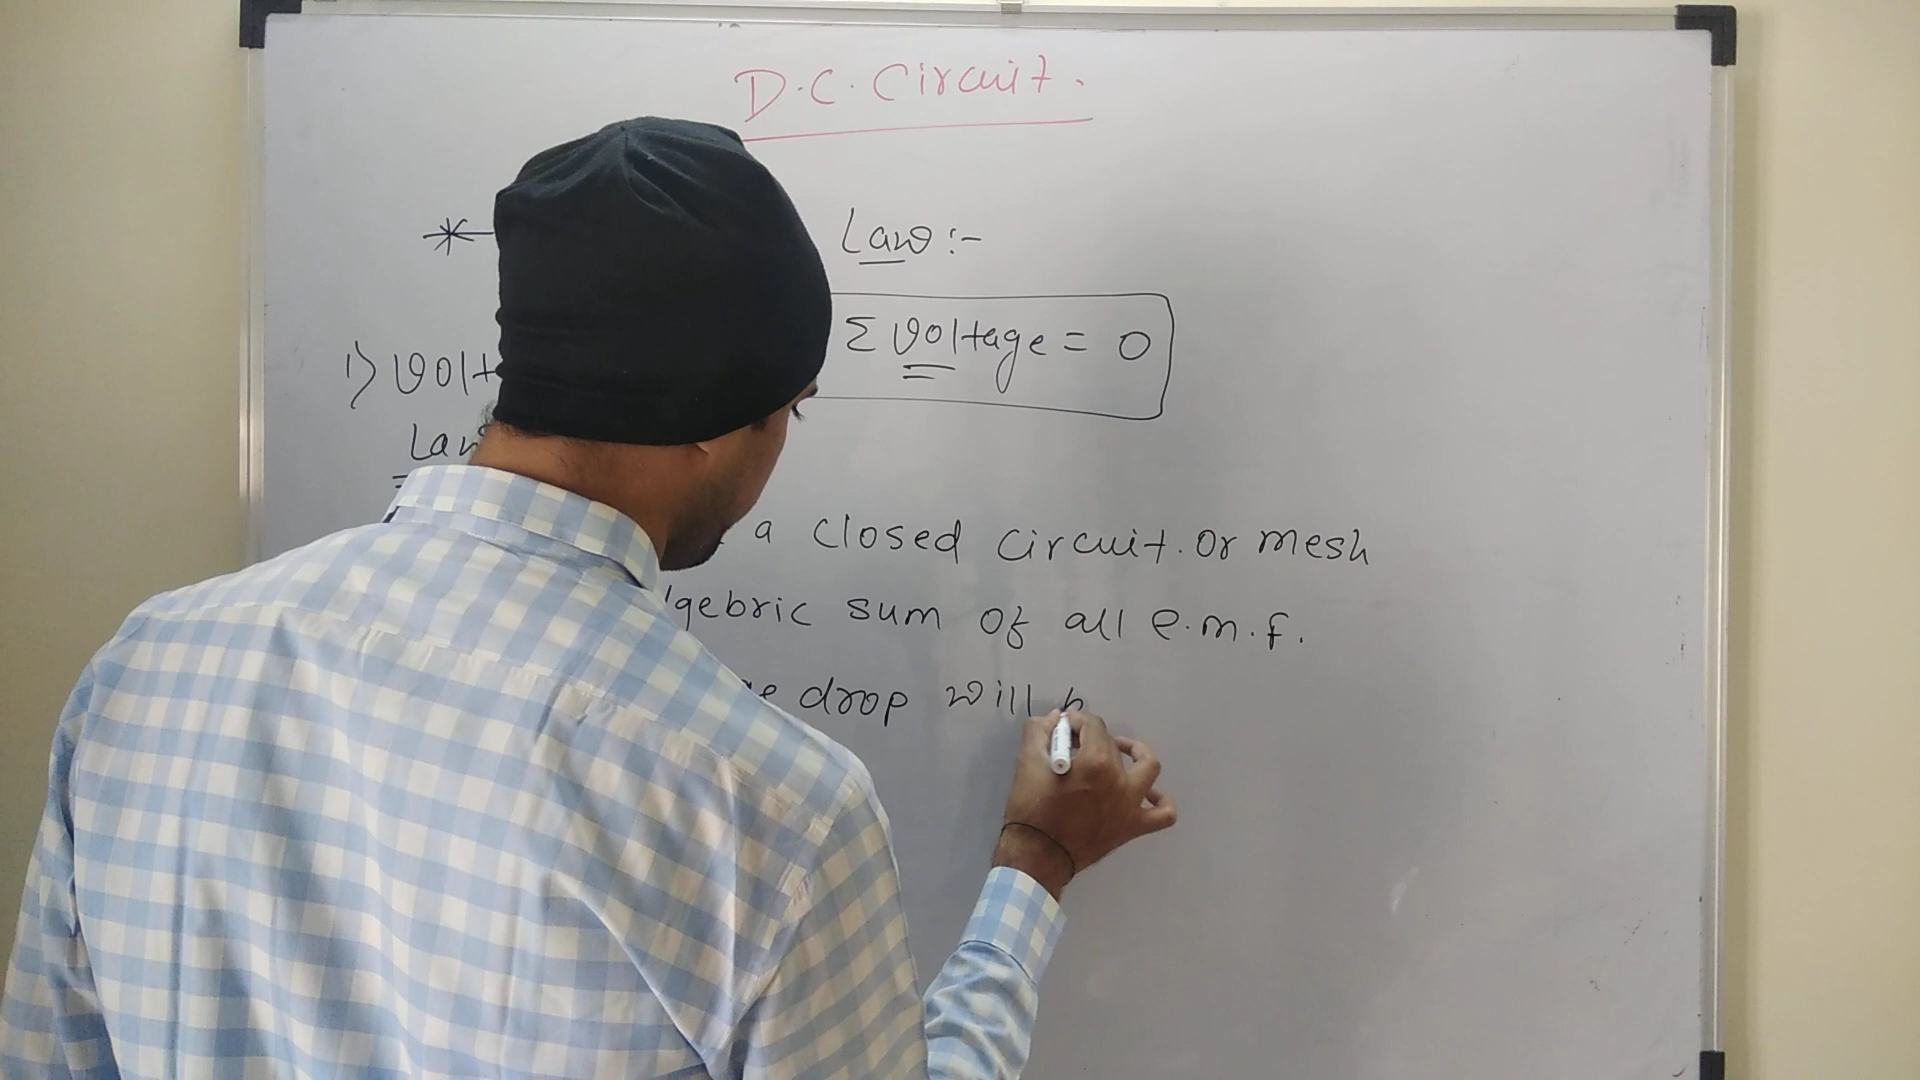 D.C. Circuit.
* Law :-
Σ voltage = 0
1) volt
Law
a closed circuit. or mesh
lgebric sum of all e.m.f.
drop will b